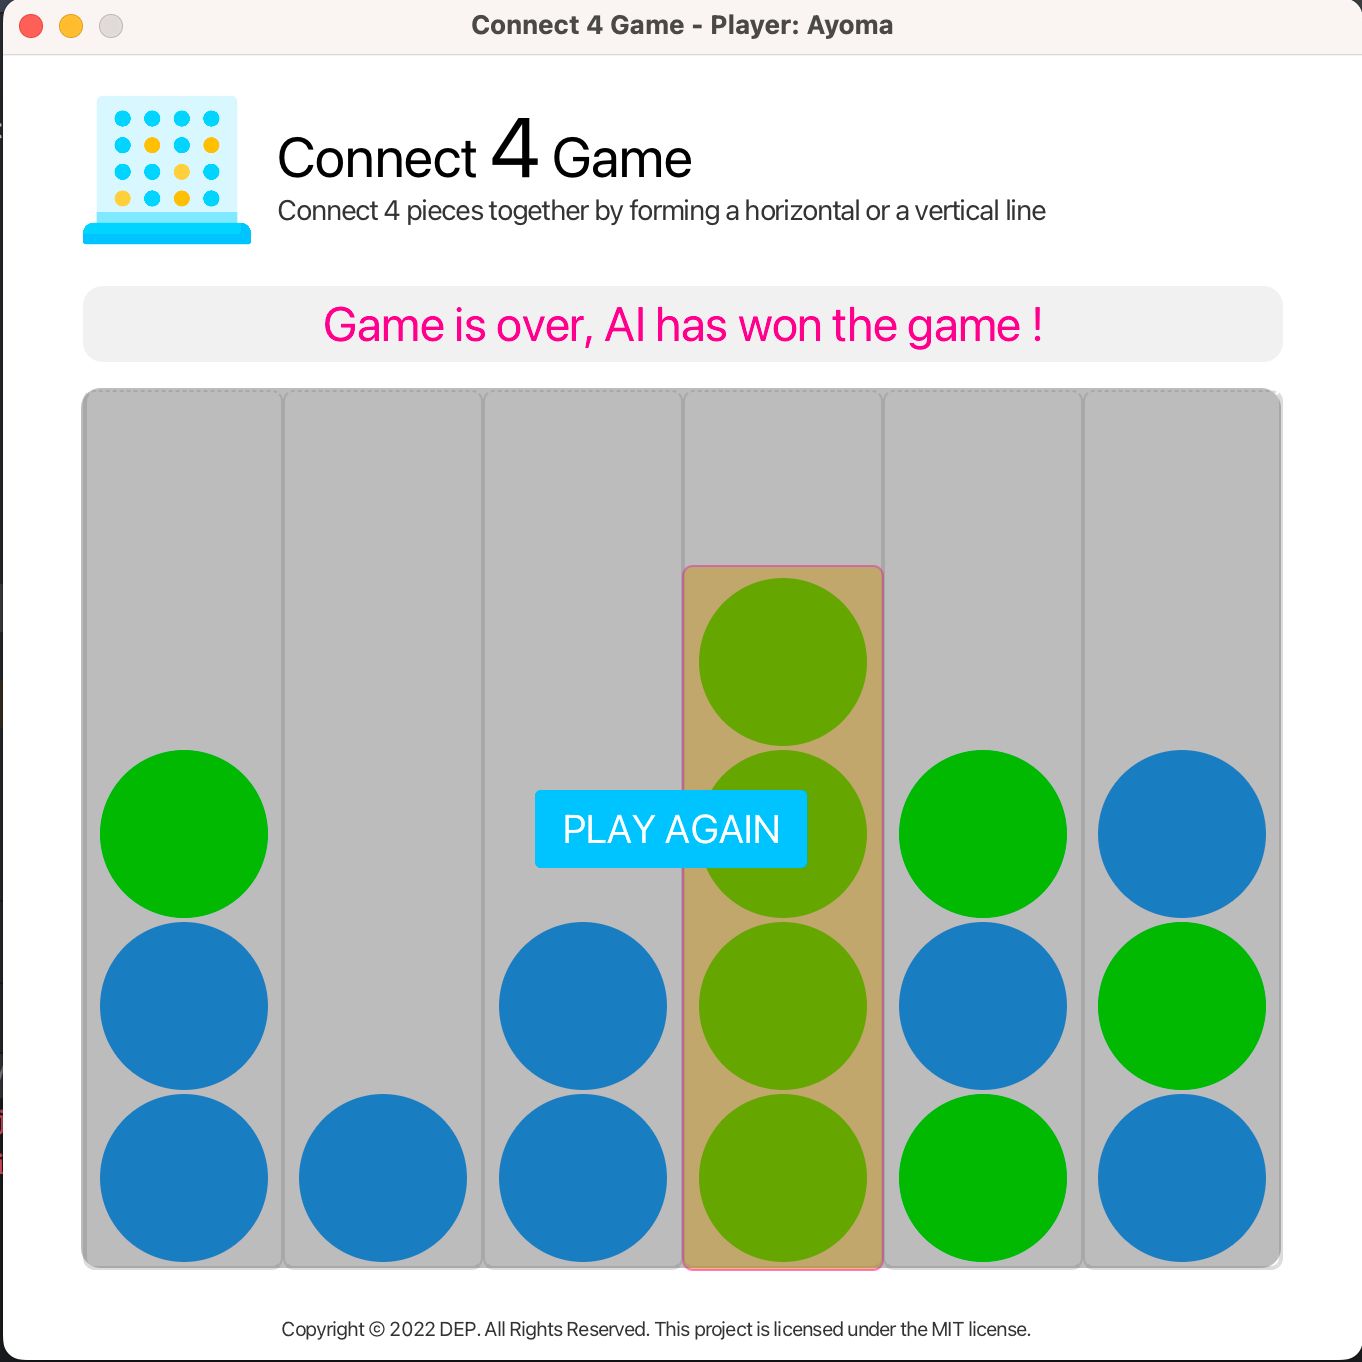 Connect 4 Game - Player: Ayoma
Connect 4 Game
Connect 4 pieces together by forming a horizontal or a vertical line
Game is over, AI has won the game !
PLAY AGAIN
Copyright © 2022 DEP. All Rights Reserved. This project is licensed under the MIT license.